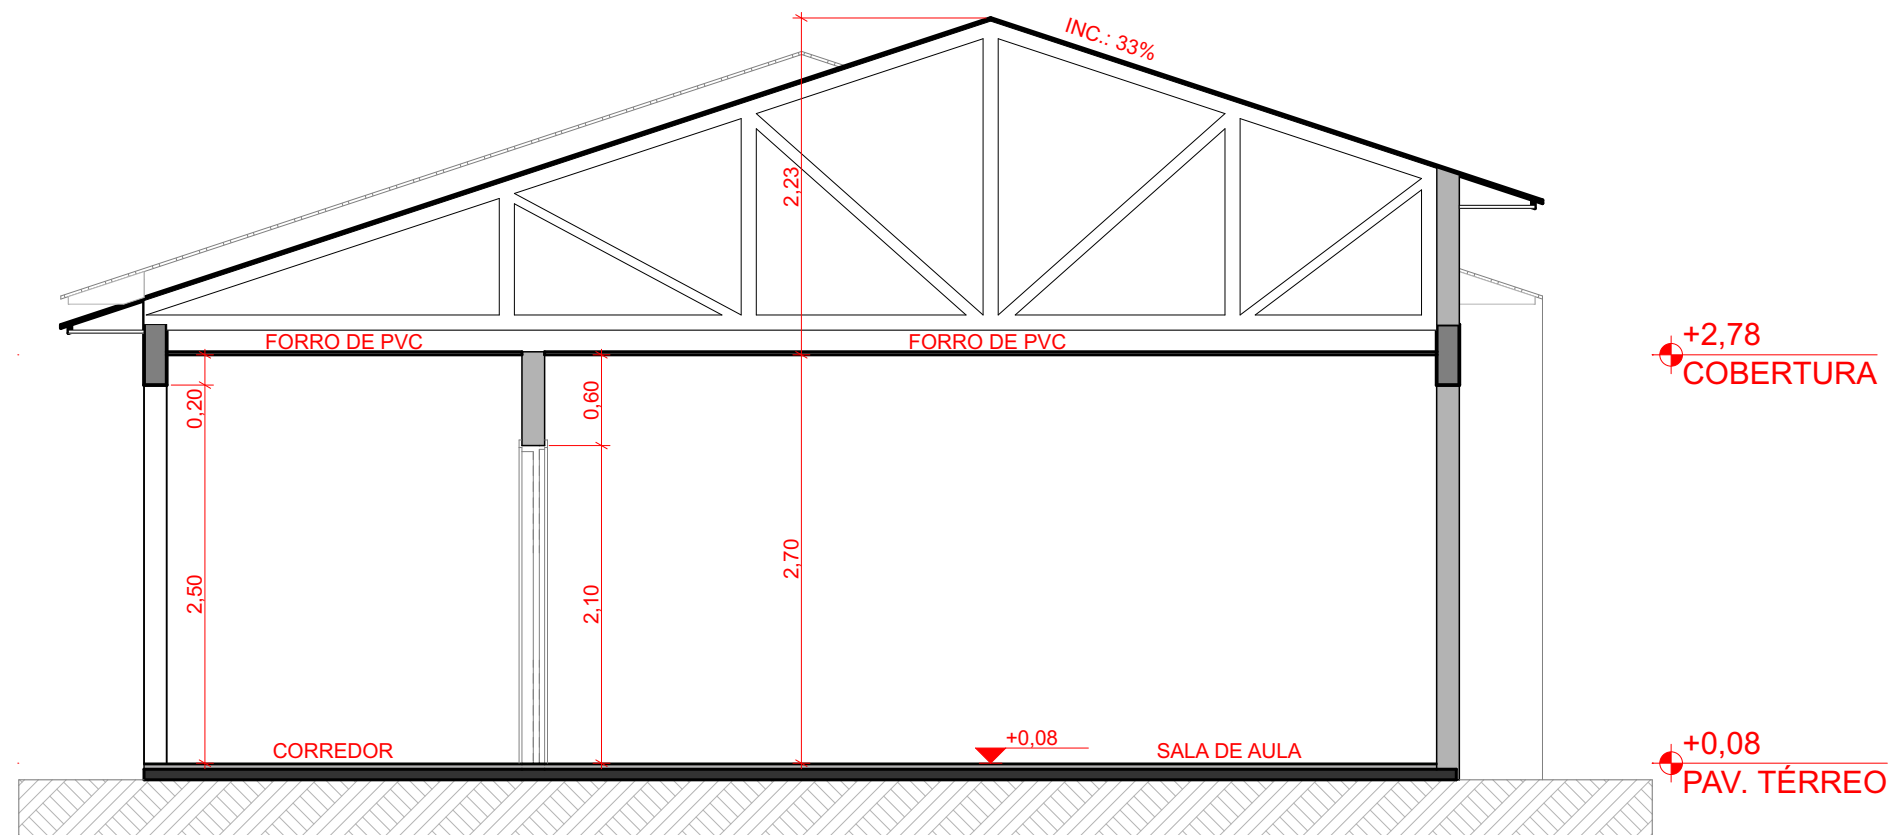 INC.: 33%
2,23
FORRO DE PVC
FORRO DE PVC
+2,78
COBERTURA
0,20
0,60
2,50
2,10
2,70
CORREDOR
+0,08
SALA DE AULA
+0,08
PAV. TÉRREO